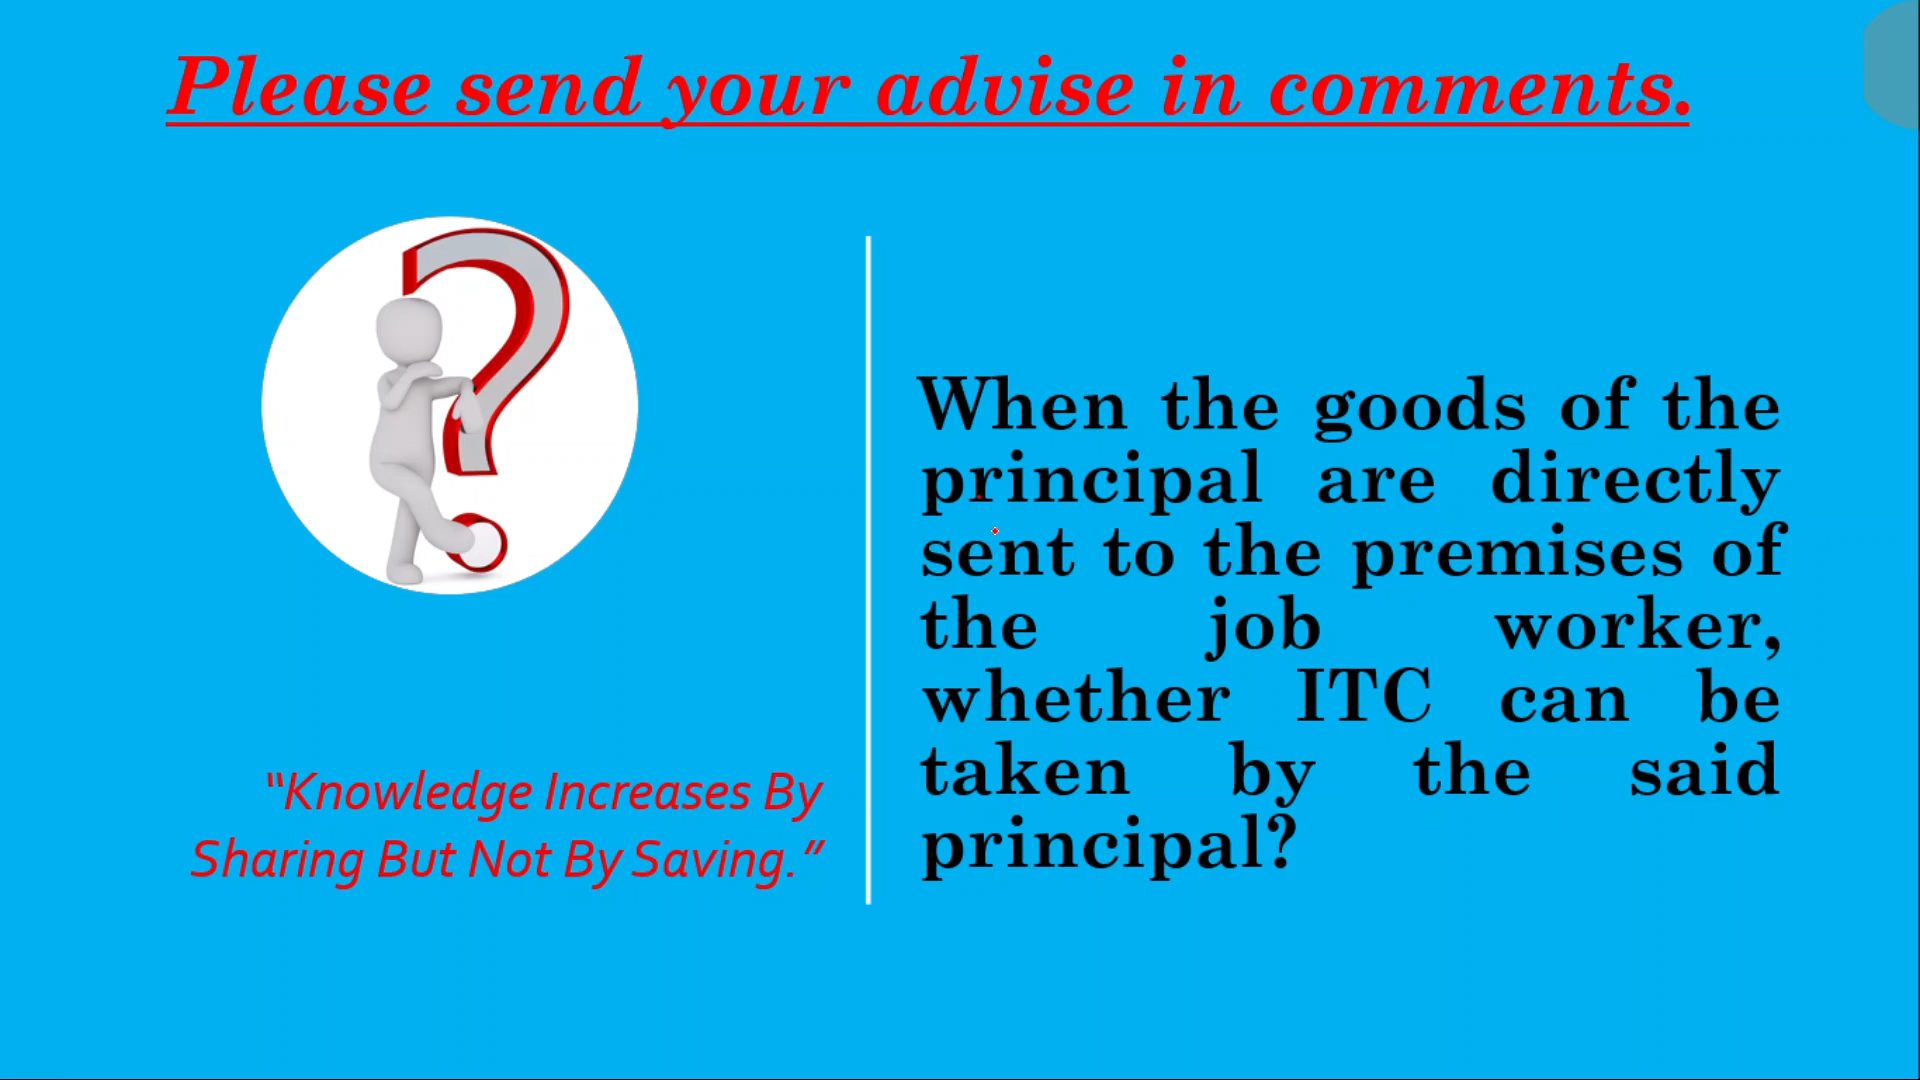 Please send your advise in comments.
“Knowledge Increases By
Sharing But Not By Saving.”
When the goods of the
principal are directly
sent to the premises of
the job worker,
whether ITC can be
taken by the said
principal?